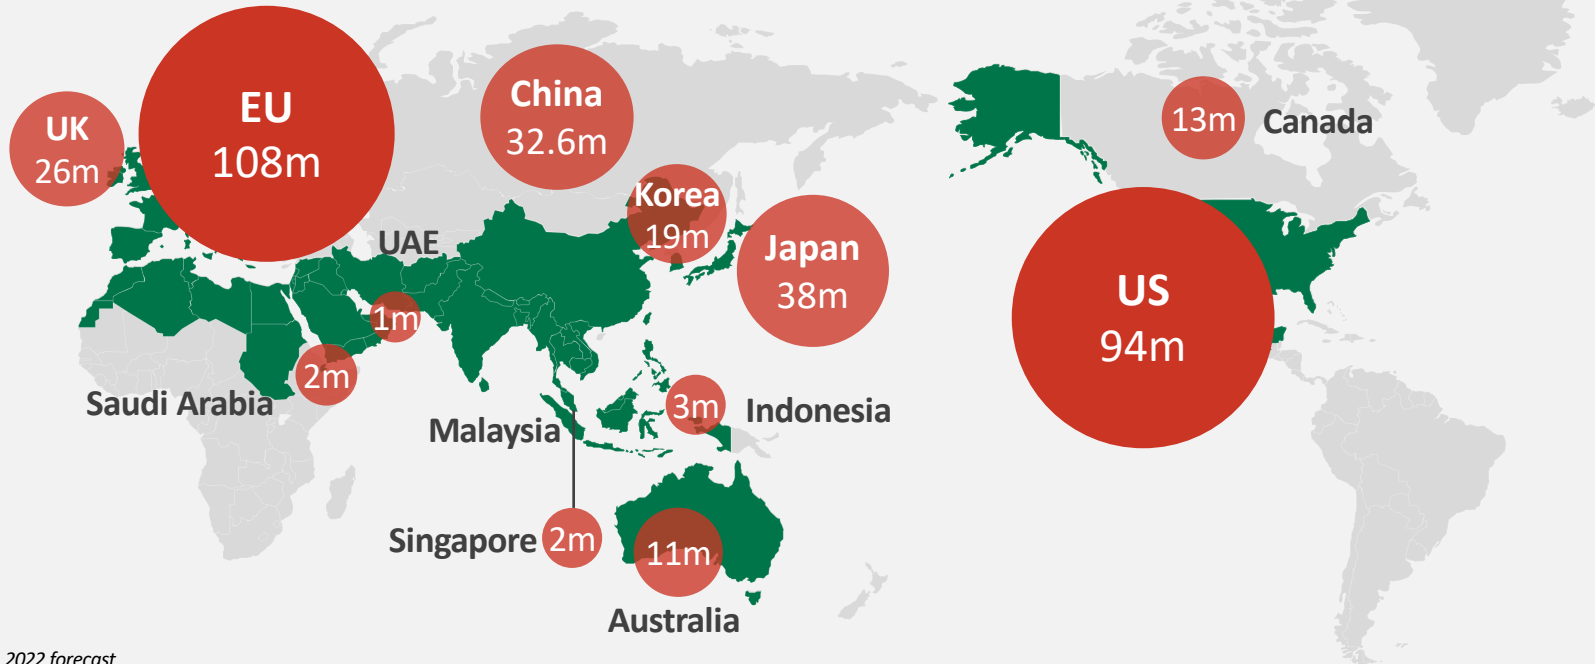 EU
108m
UK
26m
China
32.6m
Korea
19m
Japan
38m
13m
Canada
US
94m
UAE
1m
2m
Saudi Arabia
Malaysia
3m
Indonesia
Singapore
2m
11m
Australia
2022 forecast